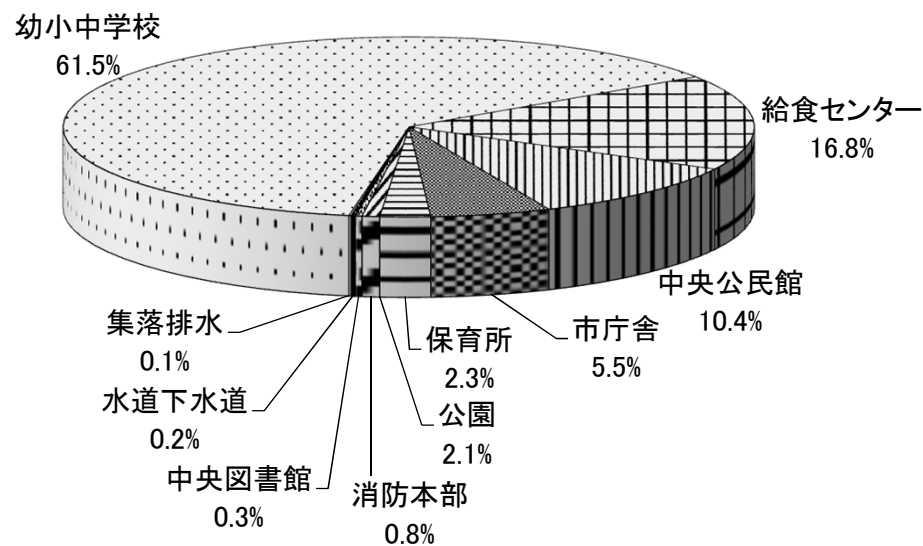 幼小中学校
61.5%
給食センター
16.8%
中央公民館
10.4%
市庁舎
5.5%
保育所
2.3%
公園
2.1%
消防本部
0.8%
中央図書館
0.3%
水道下水道
0.2%
集落排水
0.1%